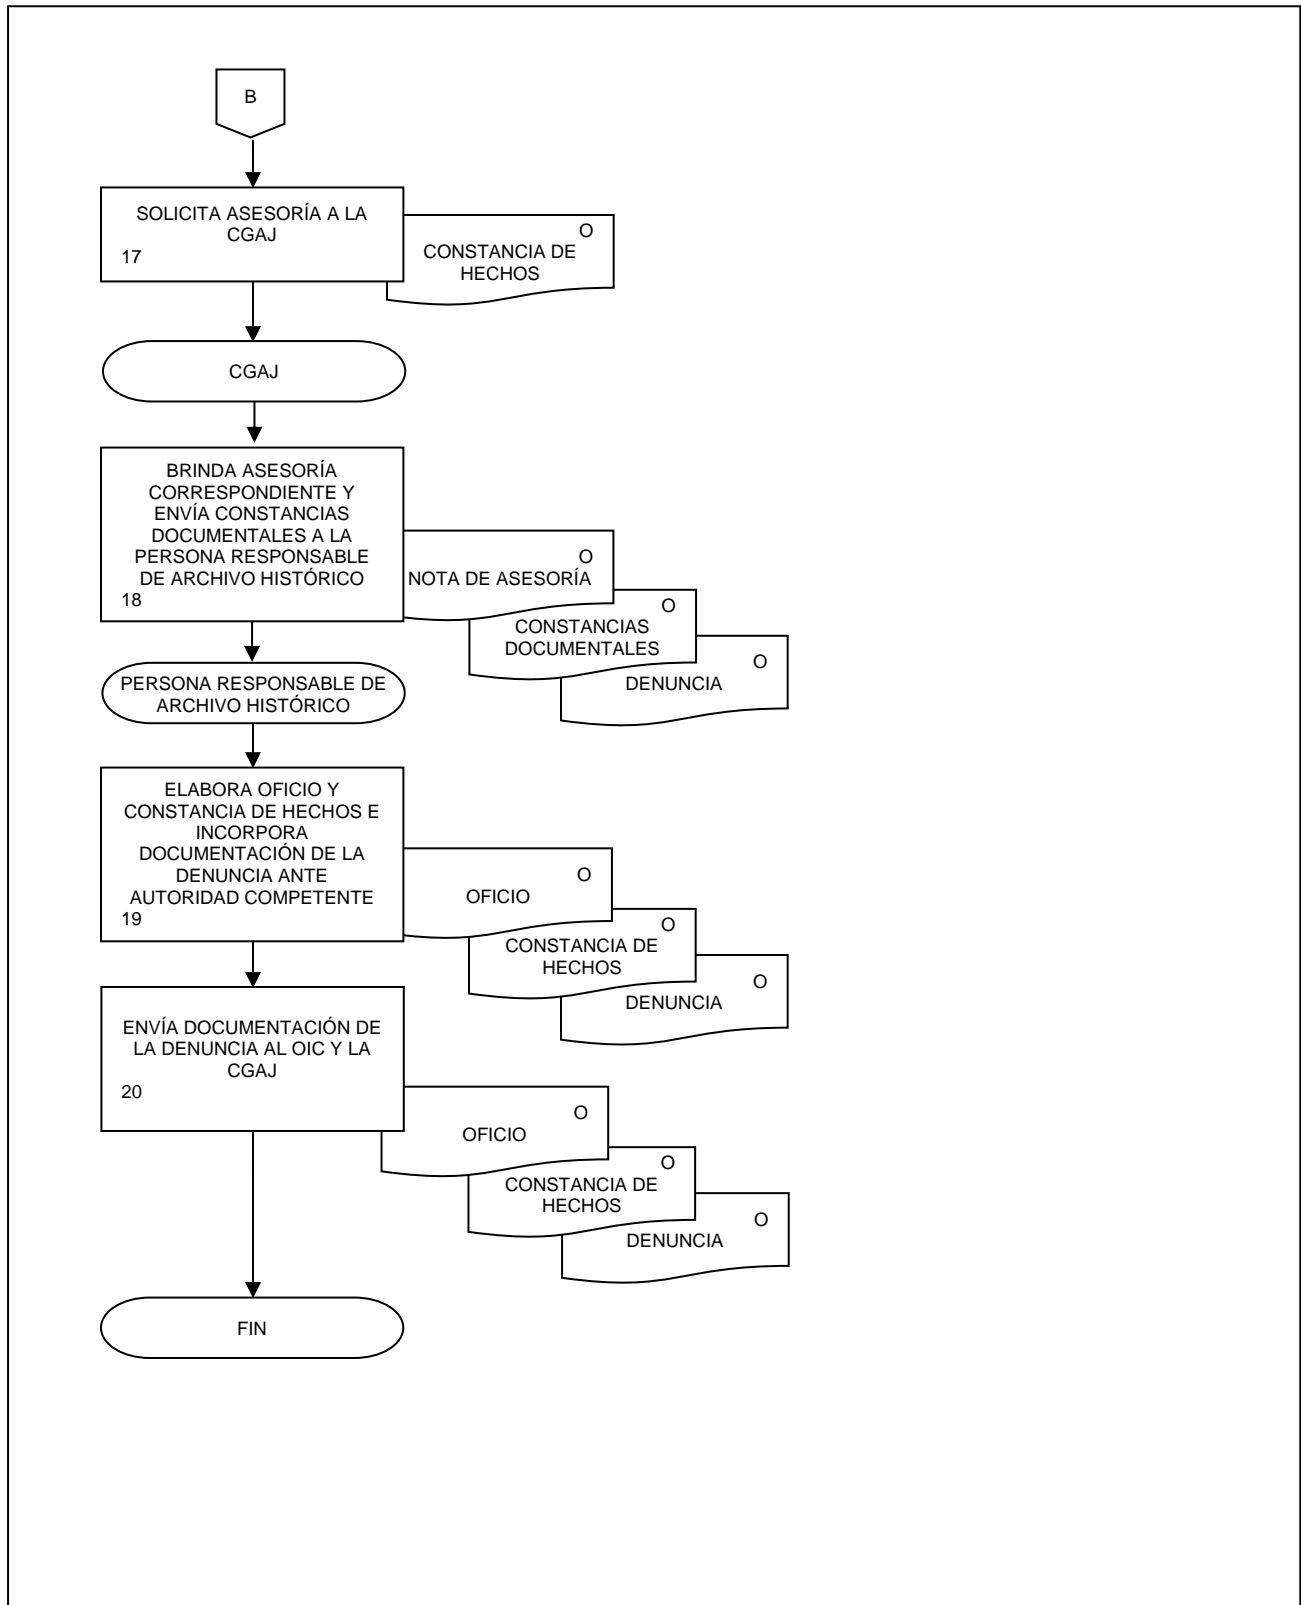 B
SOLICITA ASESORÍA A LA
CGAJ
17
O
CONSTANCIA DE
HECHOS
CGAJ
BRINDA ASESORÍA
CORRESPONDIENTE Y
ENVÍA CONSTANCIAS
DOCUMENTALES A LA
PERSONA RESPONSABLE
DE ARCHIVO HISTÓRICO
18
O
NOTA DE ASESORÍA
O
CONSTANCIAS
DOCUMENTALES
O
DENUNCIA
PERSONA RESPONSABLE DE
ARCHIVO HISTÓRICO
ELABORA OFICIO Y
CONSTANCIA DE HECHOS E
INCORPORA
DOCUMENTACIÓN DE LA
DENUNCIA ANTE
AUTORIDAD COMPETENTE
19
O
OFICIO
O
CONSTANCIA DE
HECHOS
O
DENUNCIA
ENVÍA DOCUMENTACIÓN DE
LA DENUNCIA AL OIC Y LA
CGAJ
20
O
OFICIO
O
CONSTANCIA DE
HECHOS
O
DENUNCIA
FIN